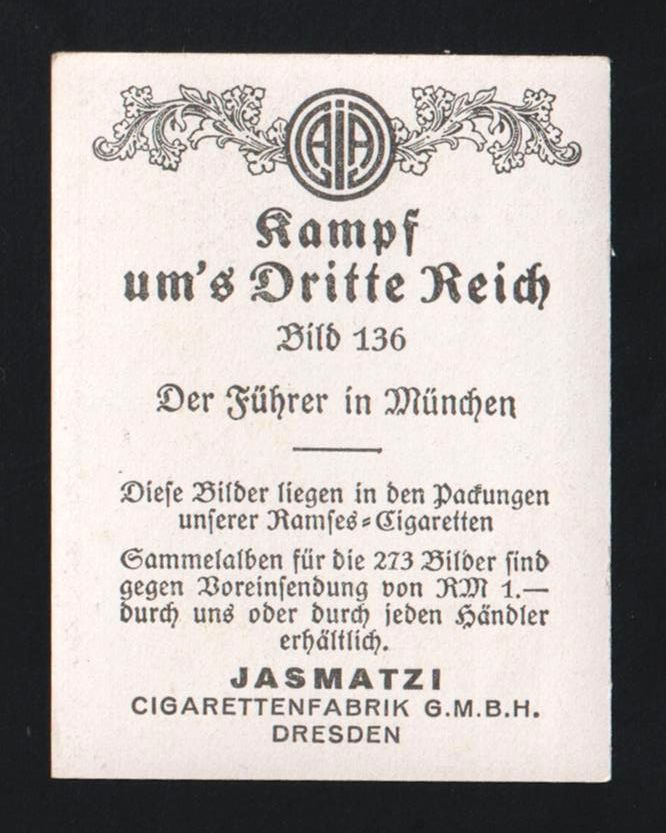 AIA
Kampf
um's Dritte Reich
Bild 136
Der Führer in München
Diese Bilder liegen in den Packungen
unserer Ramses-Cigaretten
Sammelalben für die 273 Bilder sind
gegen Voreinsendung von RM 1.—
durch uns oder durch jeden Händler
erhältlich.
JASMATZI
CIGARETTENFABRIK G.M.B.H.
DRESDEN